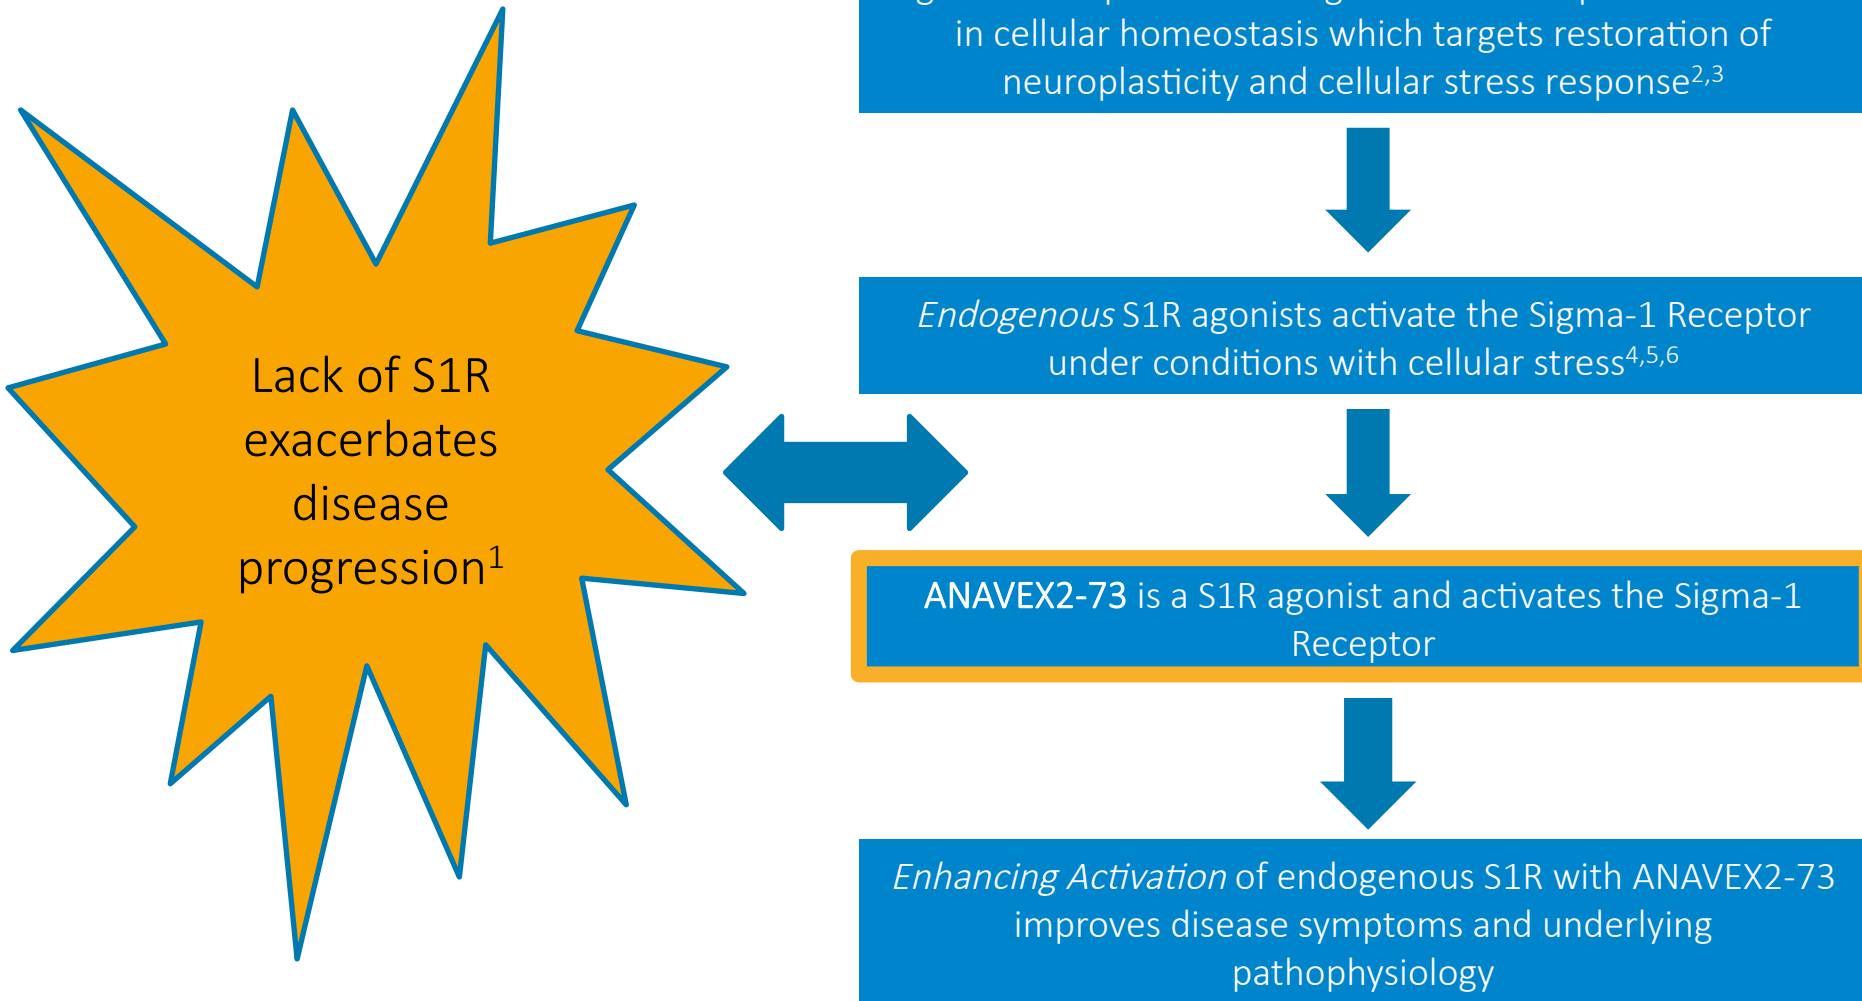 Lack of S1R
exacerbates
disease
progression1
in cellular homeostasis which targets restoration of
neuroplasticity and cellular stress response2,3
Endogenous S1R agonists activate the Sigma-1 Receptor
under conditions with cellular stress4,5,6
ANAVEX2-73 is a S1R agonist and activates the Sigma-1
Receptor
Enhancing Activation of endogenous S1R with ANAVEX2-73
improves disease symptoms and underlying
pathophysiology